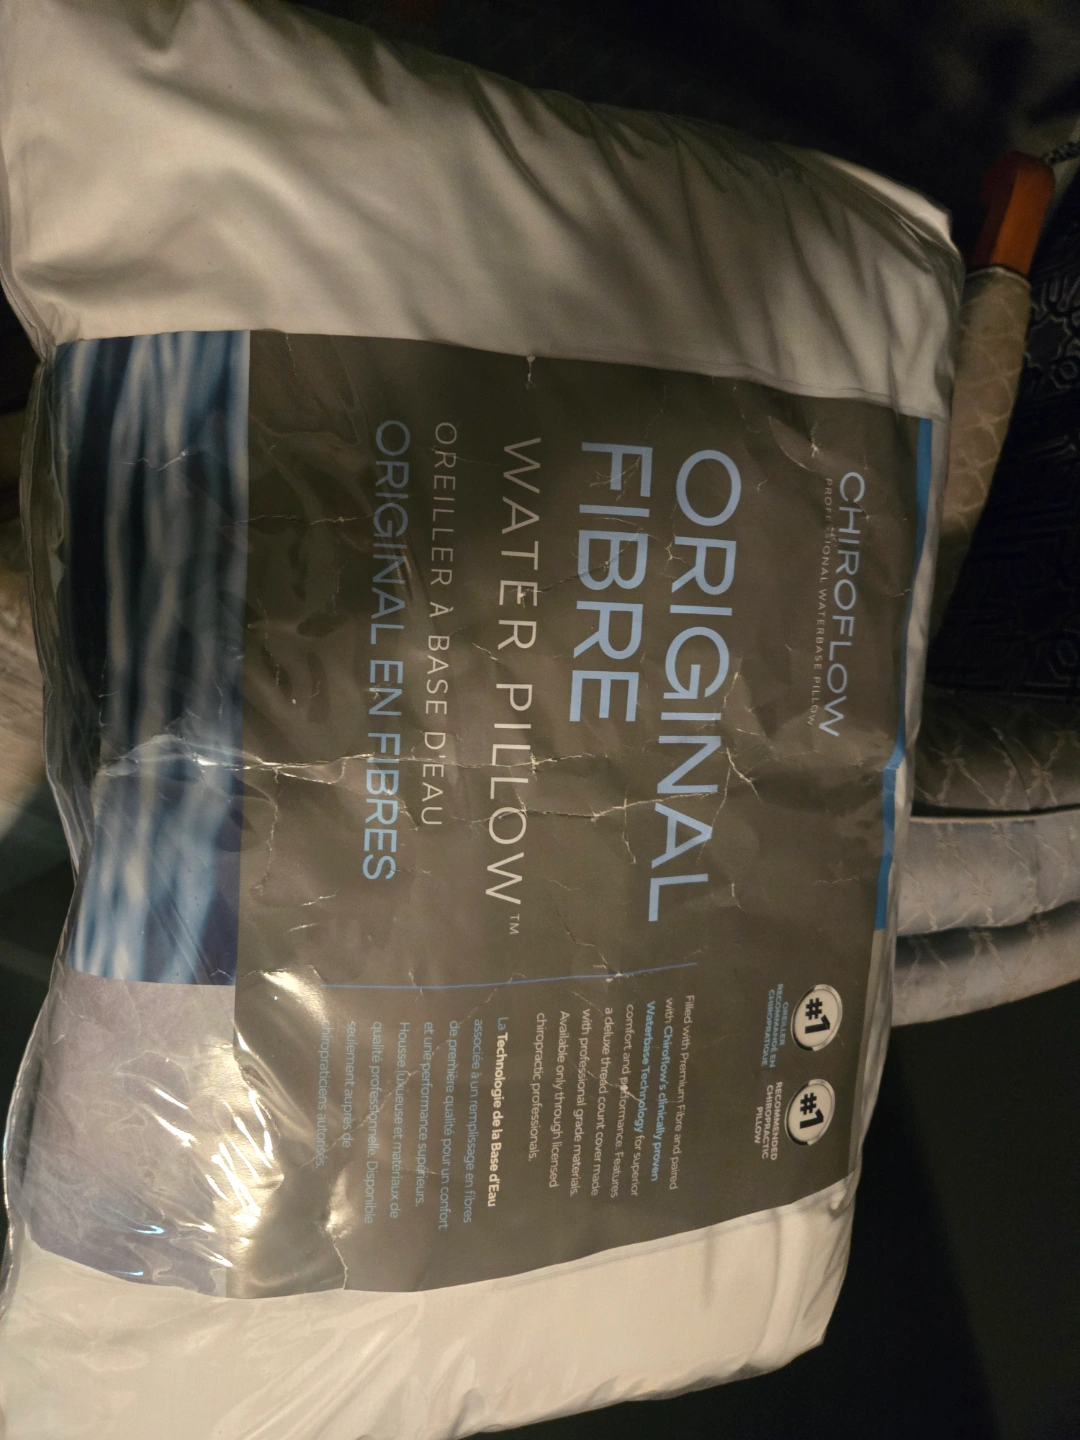 CHIROFLOW
PROFESSIONAL WATERBASE PILLOW
#1
OREILLER
RECOMMANDÉ EN
CHIROPRATIQUE
#1
RECOMMENDED
CHIROPRACTIC
PILLOW
ORIGINAL
FIBRE
WATER PILLOW™
OREILLER À BASE D'EAU
ORIGINAL EN FIBRES
Filled with Premium Fibre and paired
with Chiroflow's clinically proven
Waterbase Technology for superior
comfort and performance. Features
a deluxe thread count cover made
with professional grade materials.
Available only through licensed
chiropractic professionals.
La Technologie de la Base d'Eau
associée à un remplissage en fibres
de première qualité pour un confort
et une performance supérieurs.
Housse luxueuse et matériaux de
qualité professionnelle. Disponible
seulement auprès de
chiropraticiens autorisés.